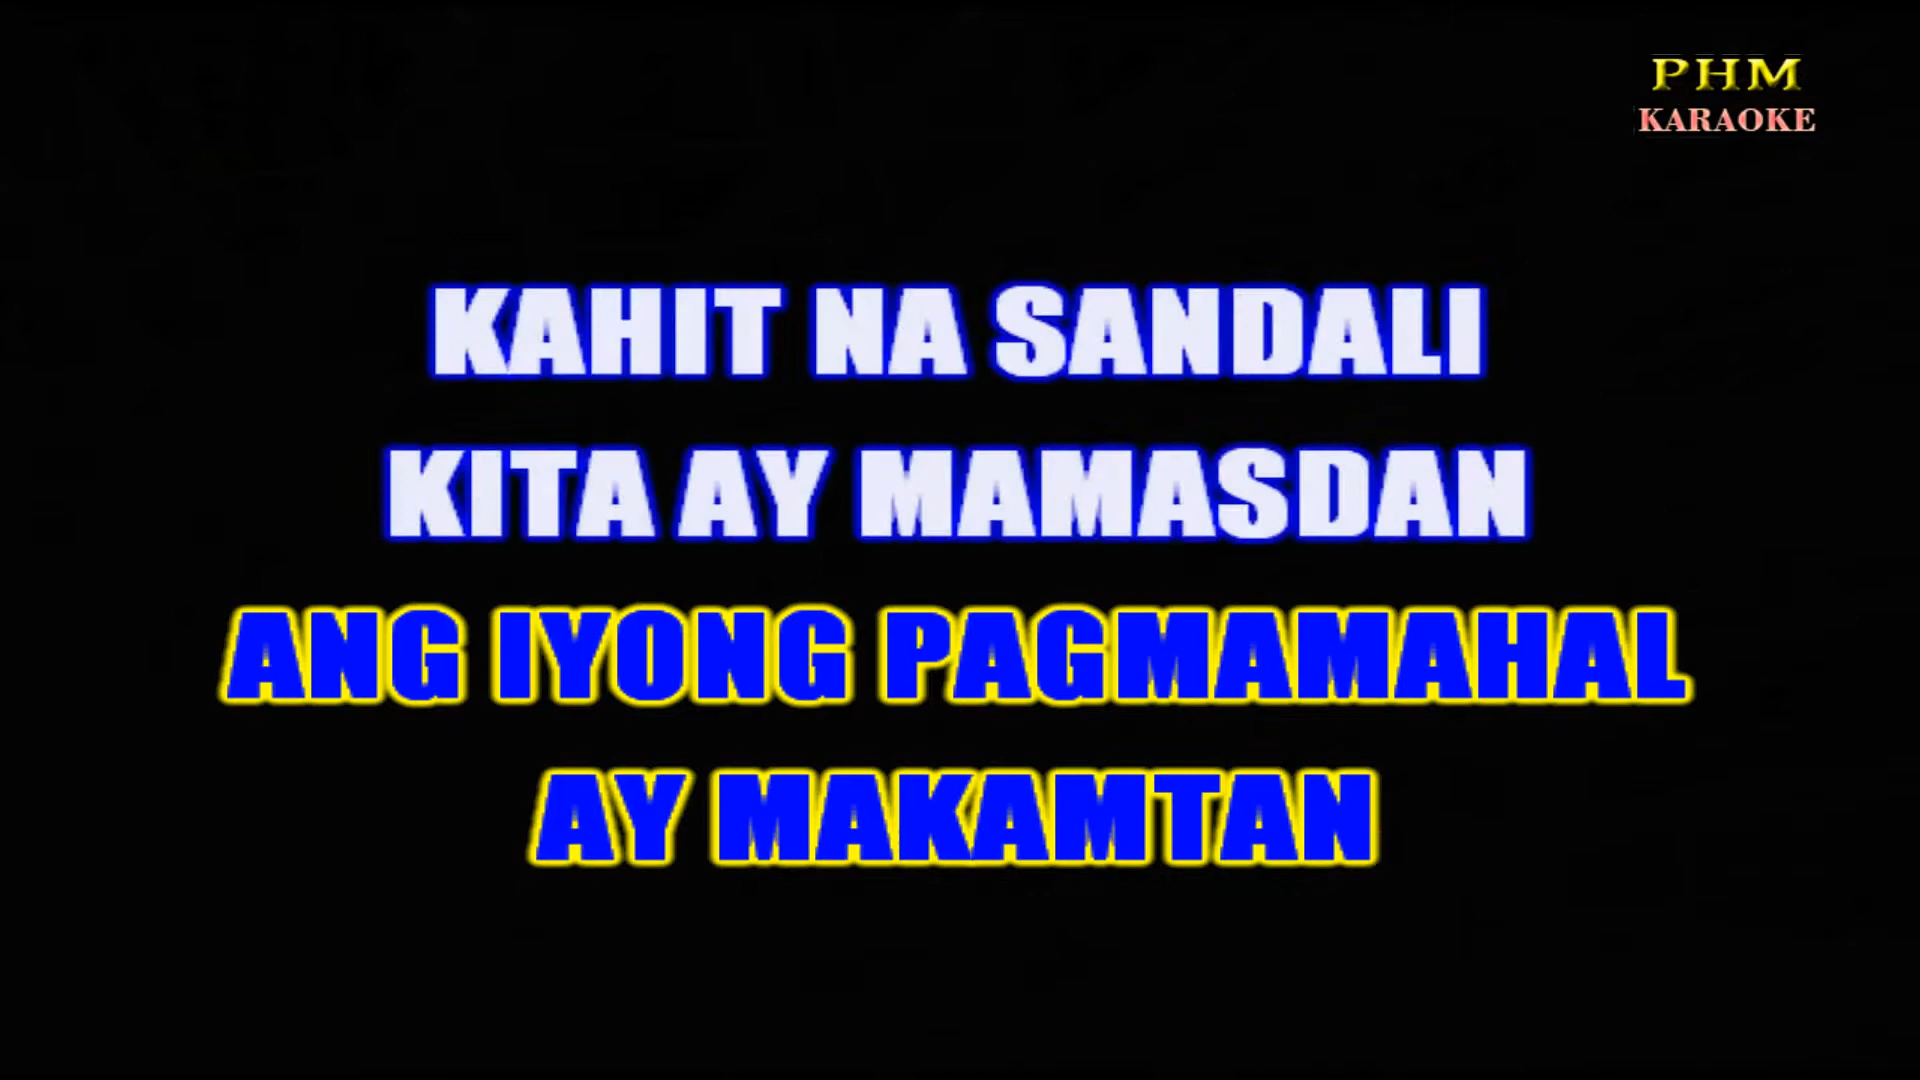 PHM
KARAOKE
KAHIT NA SANDALI
KITA AY MAMASDAN
ANG IYONG PAGMAMAHAL
AY MAKAMTAN